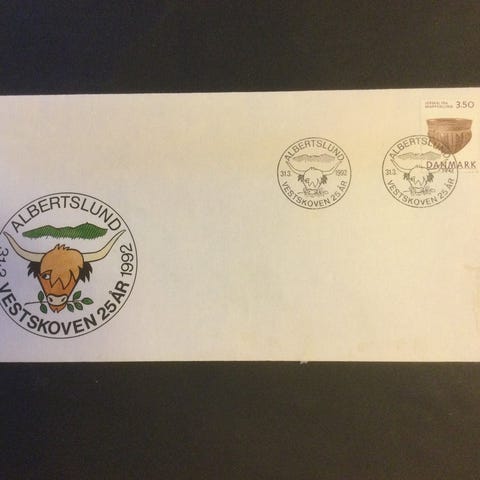 ALBERTSLUND
31.3 1992
VESTSKOVEN 25 ÅR
ALBERTSLUND
31.3 1992
VESTSKOVEN 25 ÅR
3.50
DANMARK
ALBERTSLUND
31.3 VESTSKOVEN 25 ÅR 1992